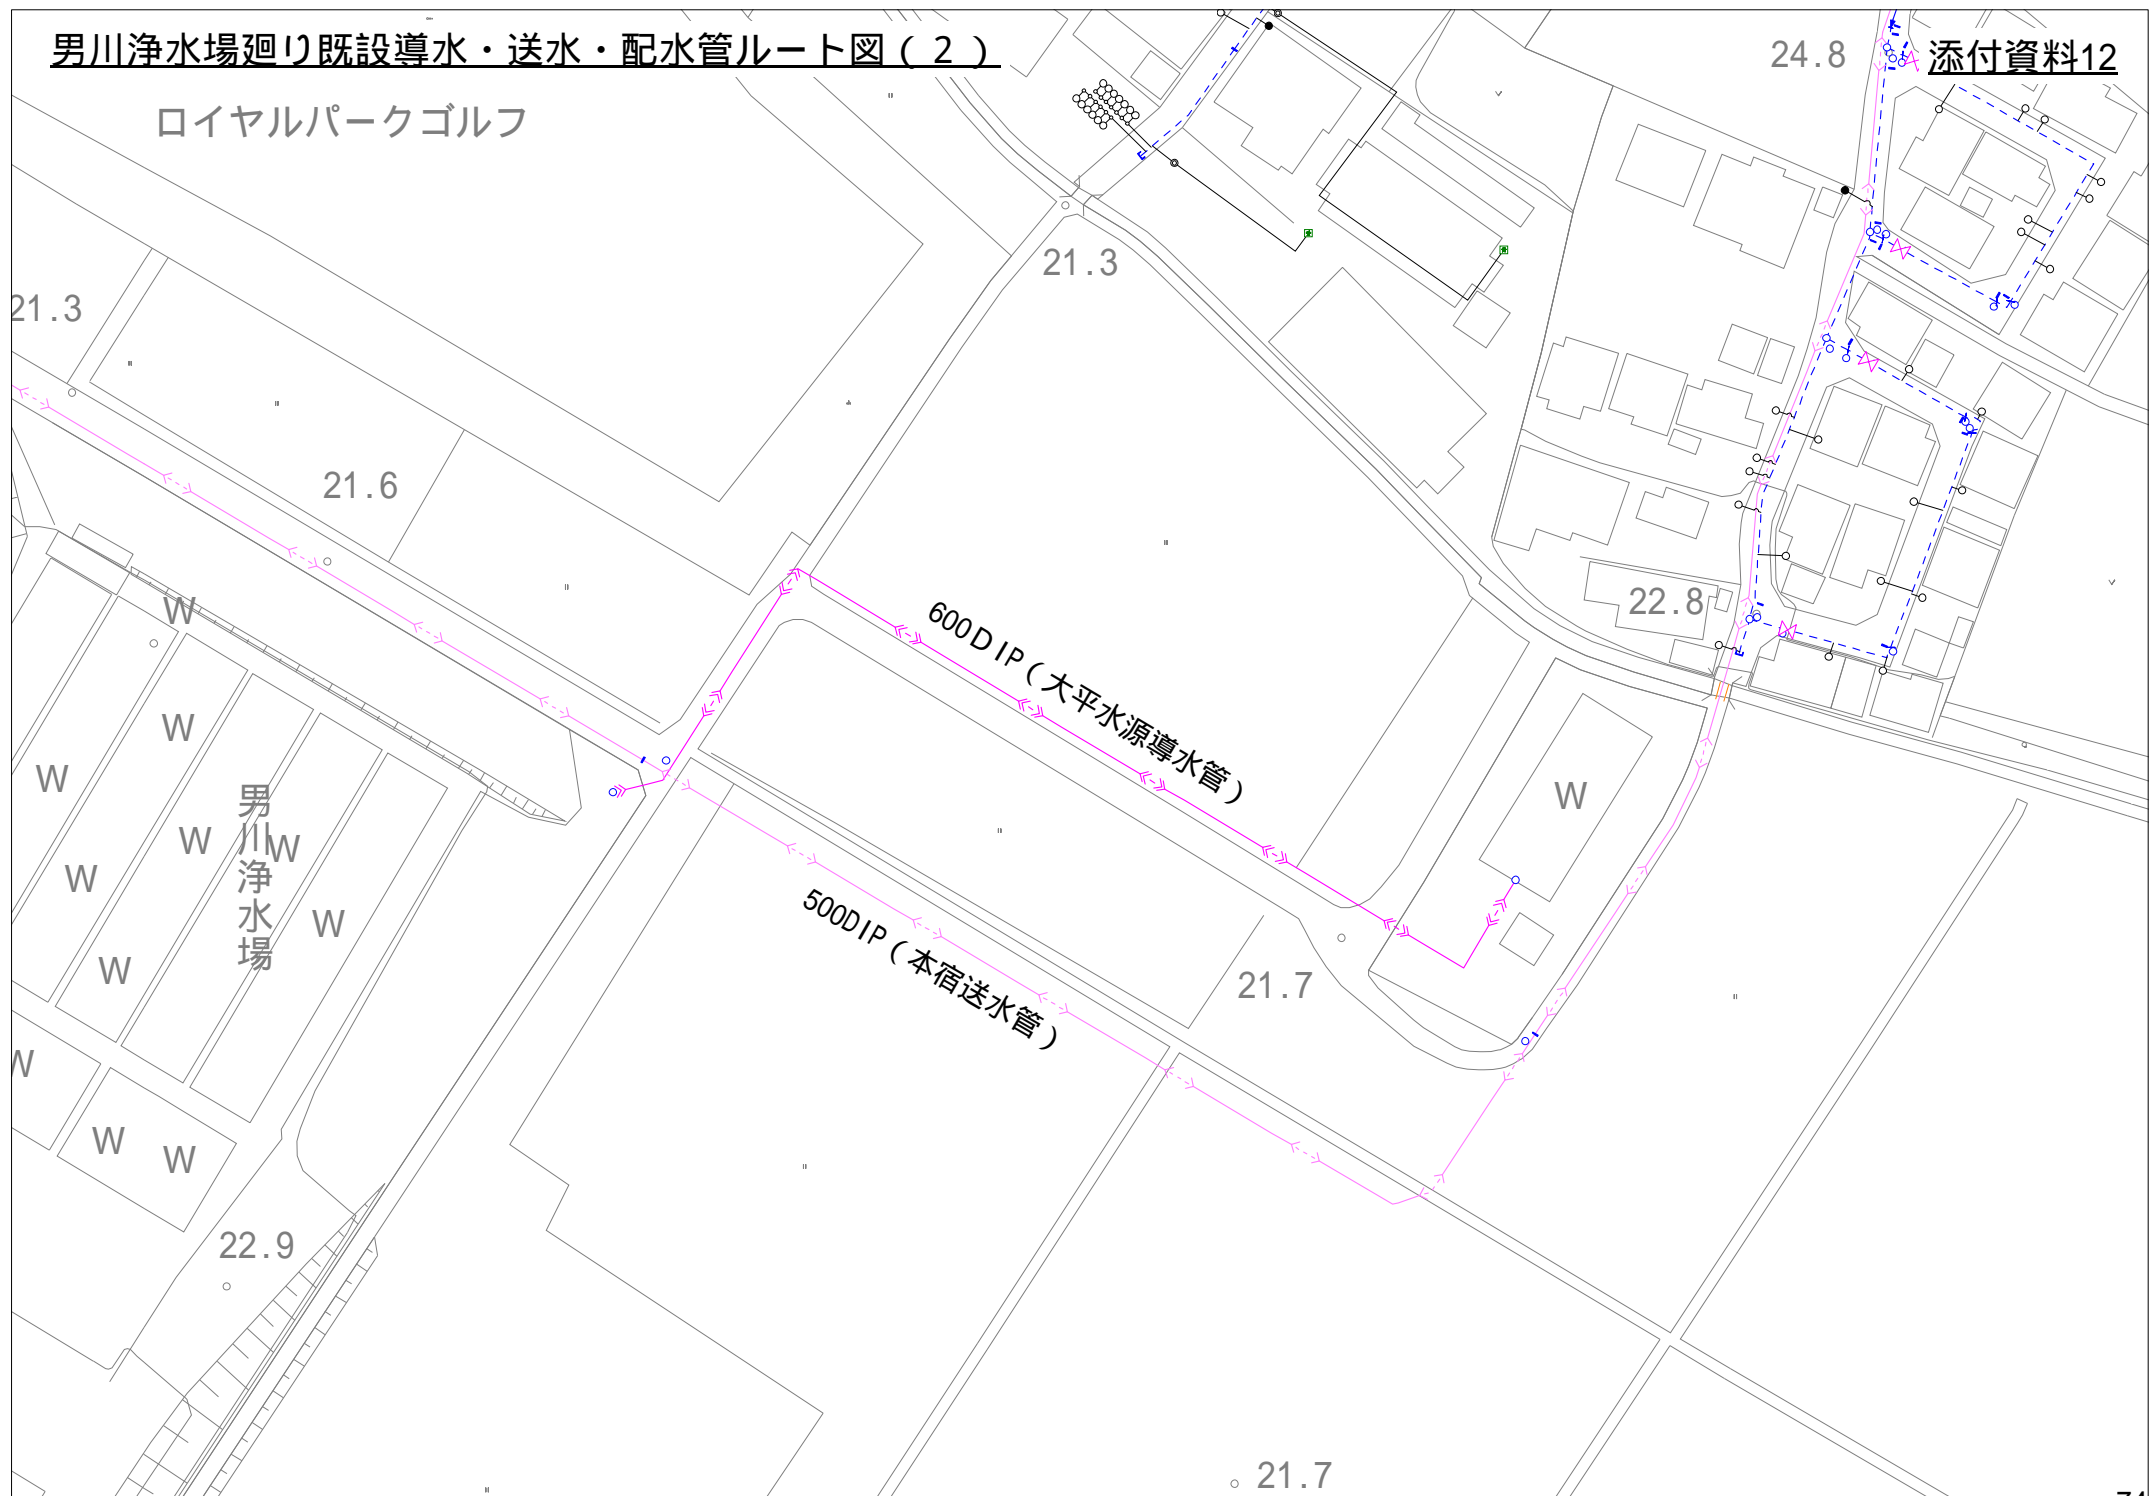 男川浄水場廻り既設導水・送水・配水管ルート図(2)
添付資料12
24.8
ロイヤルパークゴルフ
21.3
21.3
21.6
600DIP(大平水源導水管)
22.8
W
W
W
W
男川浄水場
W
W
W
W
W
500DIP(本宿送水管)
21.7
W
W
W
W
22.9
21.7